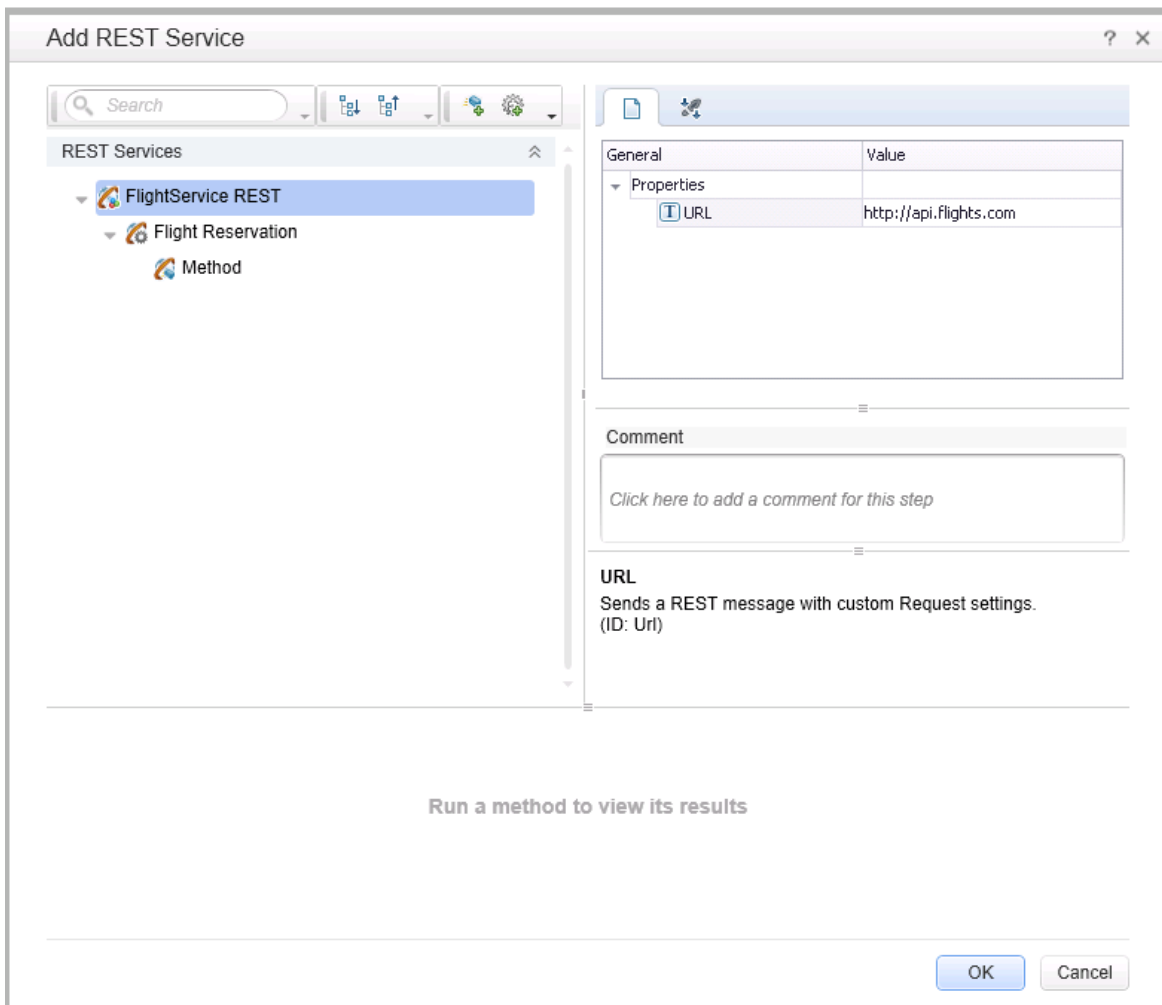 Add REST Service
?
Search
REST Services
FlightService REST
Flight Reservation
Method
General Value
Properties
T URL http://api.flights.com
Comment
Click here to add a comment for this step
URL
Sends a REST message with custom Request settings.
(ID: Url)
Run a method to view its results
OK Cancel